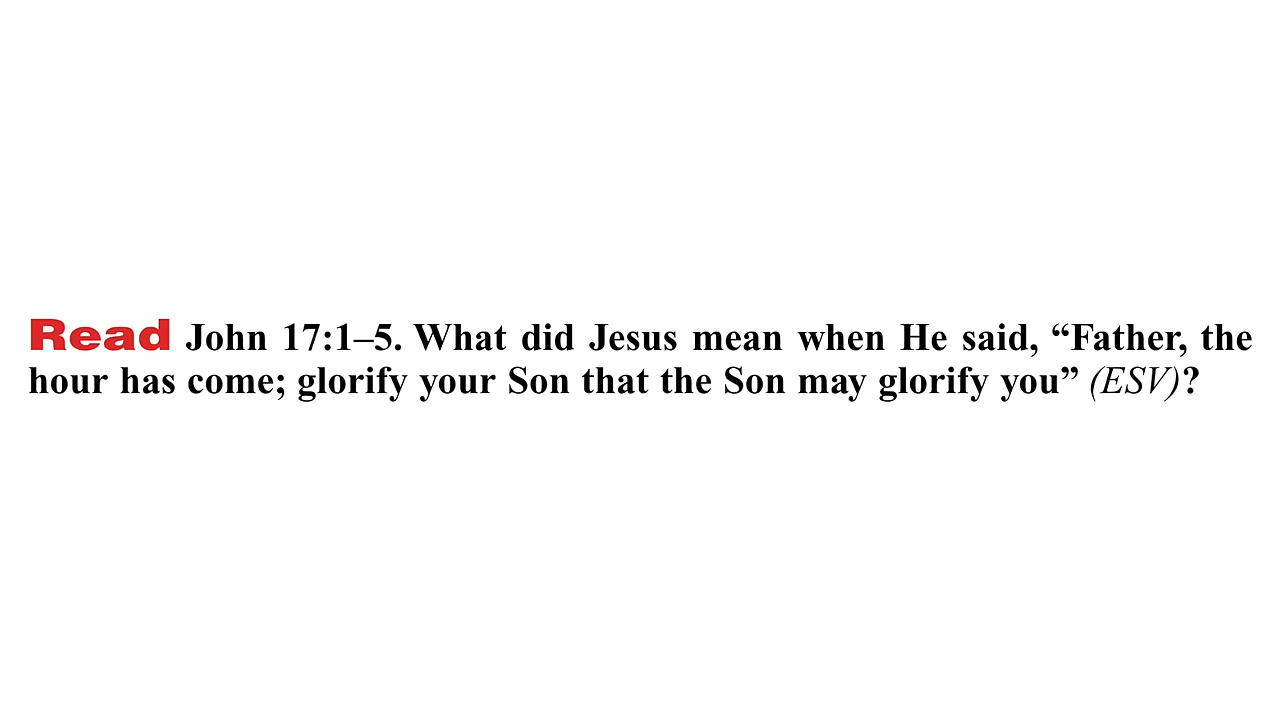 Read John 17:1–5. What did Jesus mean when He said, “Father, the
hour has come; glorify your Son that the Son may glorify you” (ESV)?